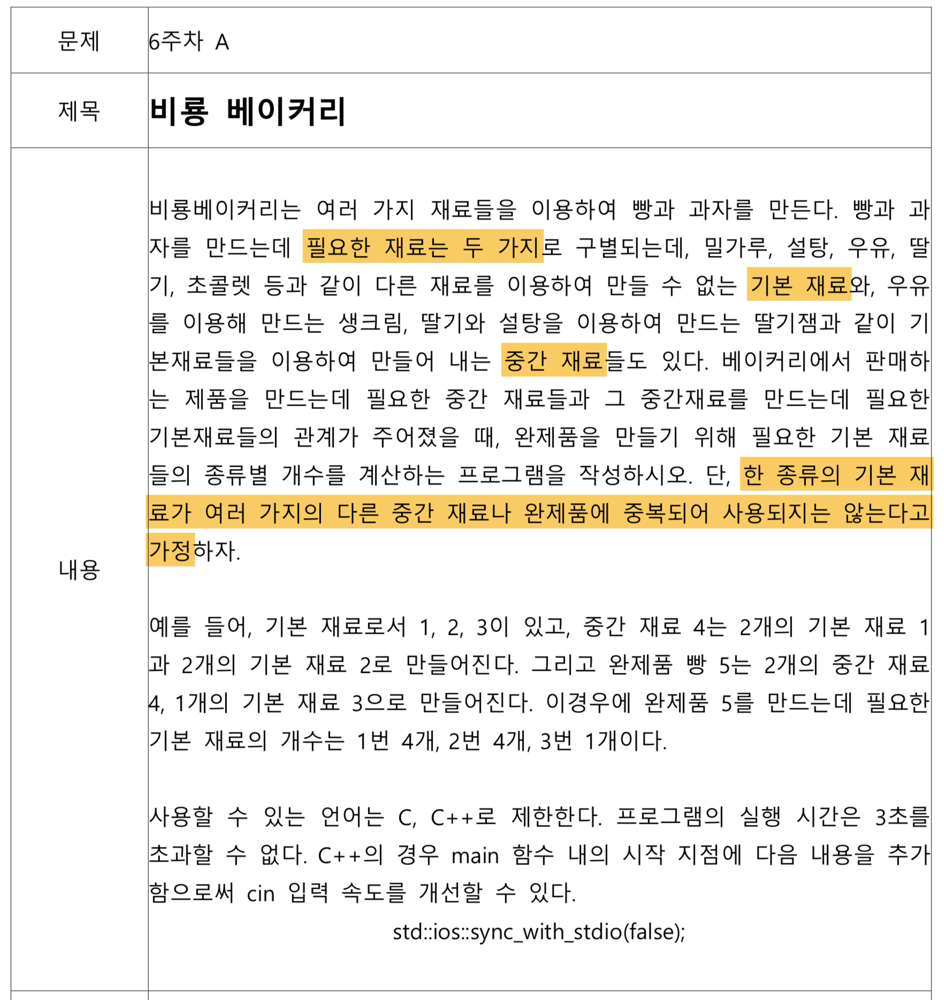 문제
6주차 A
제목
비룡 베이커리
내용
비룡베이커리는 여러 가지 재료들을 이용하여 빵과 과자를 만든다. 빵과 과
자를 만드는데 필요한 재료는 두 가지로 구별되는데, 밀가루, 설탕, 우유, 딸
기, 초콜렛 등과 같이 다른 재료를 이용하여 만들 수 없는 기본 재료와, 우유
를 이용해 만드는 생크림, 딸기와 설탕을 이용하여 만드는 딸기잼과 같이 기
본재료들을 이용하여 만들어 내는 중간 재료들도 있다. 베이커리에서 판매하
는 제품을 만드는데 필요한 중간 재료들과 그 중간재료를 만드는데 필요한
기본재료들의 관계가 주어졌을 때, 완제품을 만들기 위해 필요한 기본 재료
들의 종류별 개수를 계산하는 프로그램을 작성하시오. 단, 한 종류의 기본 재
료가 여러 가지의 다른 중간 재료나 완제품에 중복되어 사용되지는 않는다고
가정하자.
예를 들어, 기본 재료로서 1, 2, 3이 있고, 중간 재료 4는 2개의 기본 재료 1
과 2개의 기본 재료 2로 만들어진다. 그리고 완제품 빵 5는 2개의 중간 재료
4, 1개의 기본 재료 3으로 만들어진다. 이경우에 완제품 5를 만드는데 필요한
기본 재료의 개수는 1번 4개, 2번 4개, 3번 1개이다.
사용할 수 있는 언어는 C, C++로 제한한다. 프로그램의 실행 시간은 3초를
초과할 수 없다. C++의 경우 main 함수 내의 시작 지점에 다음 내용을 추가
함으로써 cin 입력 속도를 개선할 수 있다.
std::ios::sync_with_stdio(false);